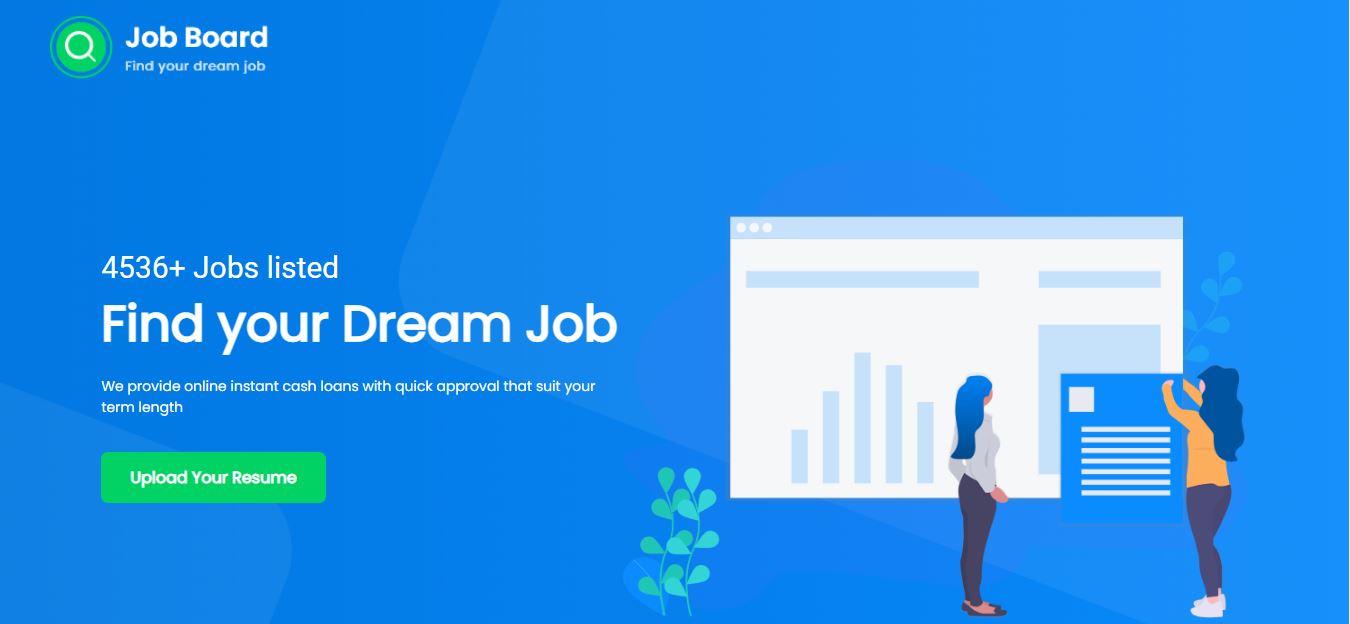 Job Board
Find your dream job
4536+ Jobs listed
Find your Dream Job
We provide online instant cash loans with quick approval that suit your
term length
Upload Your Resume